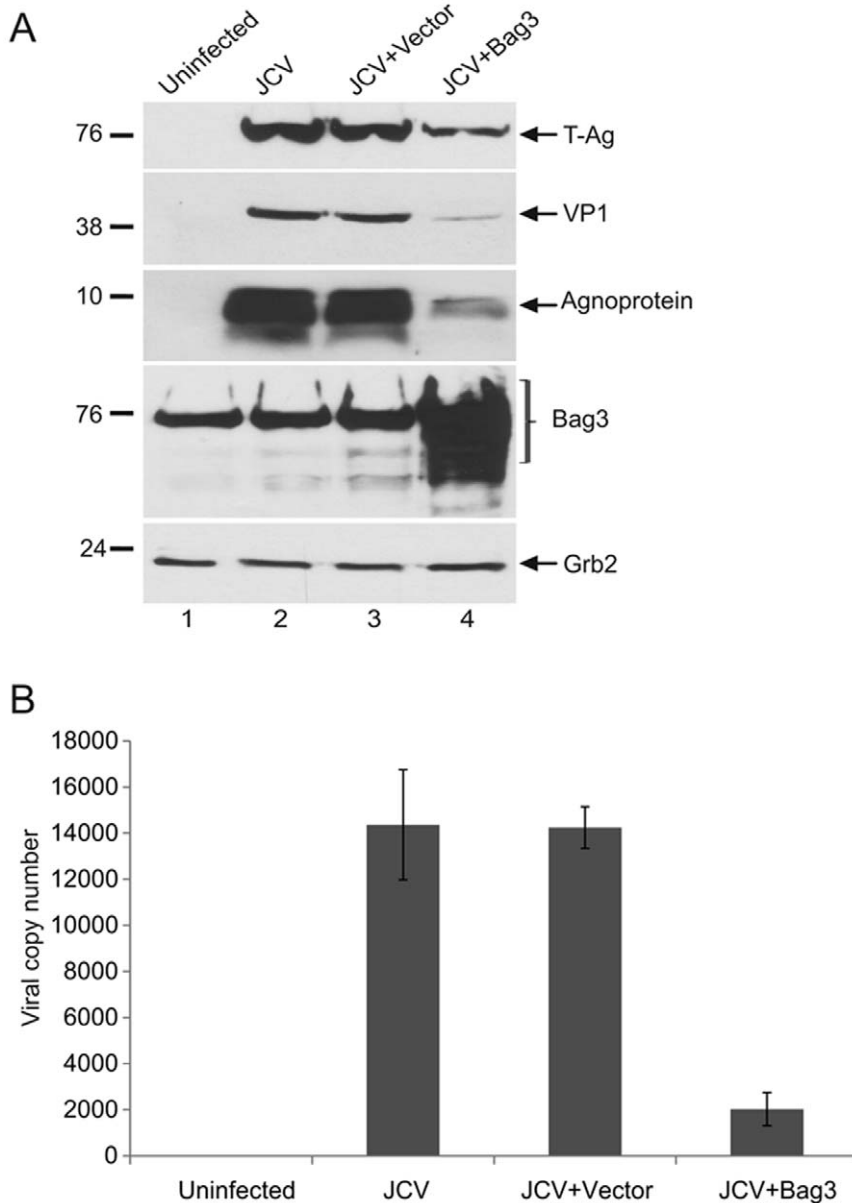 A
Uninfected JCV JCV+Vector JCV+Bag3
76 T-Ag
38 VP1
10 Agnoprotein
76 Bag3
24 Grb2
1 2 3 4
B
Viral copy number
18000
16000
14000
12000
10000
8000
6000
4000
2000
0
Uninfected JCV JCV+Vector JCV+Bag3